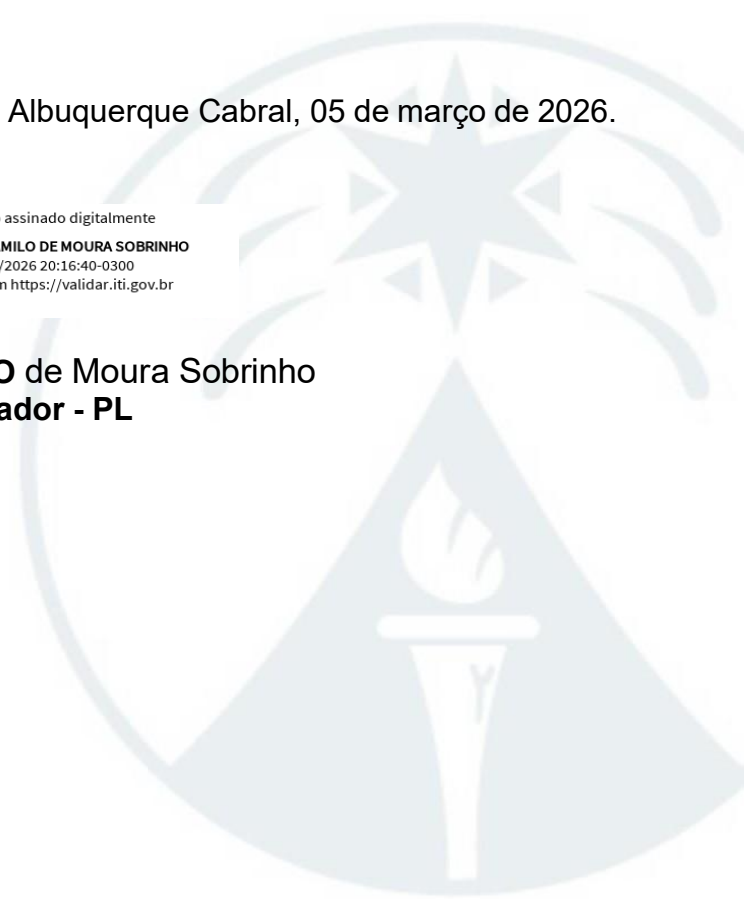 Albuquerque Cabral, 05 de março de 2026.
assinado digitalmente
MILO DE MOURA SOBRINHO
/2026 20:16:40-0300
m https://validar.iti.gov.br
O de Moura Sobrinho
ador - PL